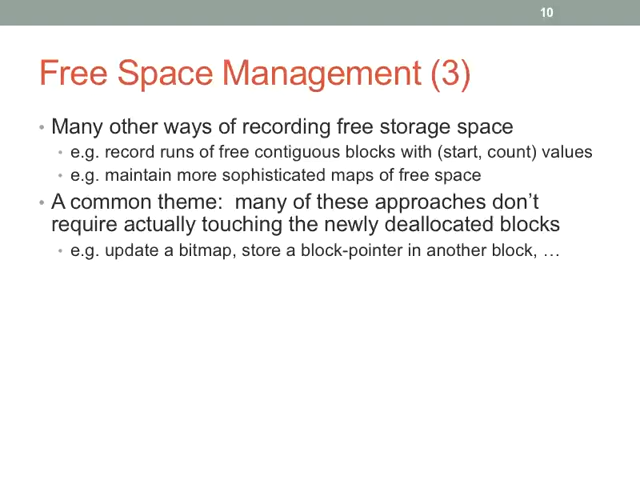 10
Free Space Management (3)
• Many other ways of recording free storage space
• e.g. record runs of free contiguous blocks with (start, count) values
• e.g. maintain more sophisticated maps of free space
• A common theme:  many of these approaches don't
require actually touching the newly deallocated blocks
• e.g. update a bitmap, store a block-pointer in another block, …